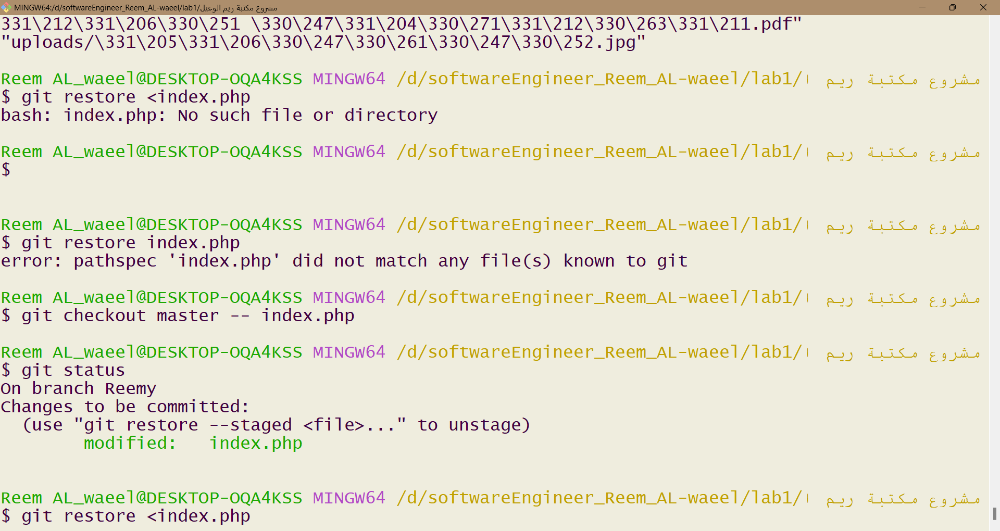 MINGW64:/d/softwareEngineer_Reem_AL-waeel/lab1/مشروع مكتبة ريم الوعيل
331\212\331\206\330\251 \330\247\331\204\330\271\331\212\330\263\331\211.pdf"
"uploads/\331\205\331\206\330\247\330\261\330\247\330\252.jpg"
Reem AL_waeel@DESKTOP-OQA4KSS MINGW64 /d/softwareEngineer_Reem_AL-waeel/lab1/مشروع مكتبة ريم ا
$ git restore <index.php
bash: index.php: No such file or directory
Reem AL_waeel@DESKTOP-OQA4KSS MINGW64 /d/softwareEngineer_Reem_AL-waeel/lab1/مشروع مكتبة ريم ا
$
Reem AL_waeel@DESKTOP-OQA4KSS MINGW64 /d/softwareEngineer_Reem_AL-waeel/lab1/مشروع مكتبة ريم ا
$ git restore index.php
error: pathspec 'index.php' did not match any file(s) known to git
Reem AL_waeel@DESKTOP-OQA4KSS MINGW64 /d/softwareEngineer_Reem_AL-waeel/lab1/مشروع مكتبة ريم ا
$ git checkout master -- index.php
Reem AL_waeel@DESKTOP-OQA4KSS MINGW64 /d/softwareEngineer_Reem_AL-waeel/lab1/مشروع مكتبة ريم ا
$ git status
On branch Reemy
Changes to be committed:
  (use "git restore --staged <file>..." to unstage)
        modified:   index.php
Reem AL_waeel@DESKTOP-OQA4KSS MINGW64 /d/softwareEngineer_Reem_AL-waeel/lab1/مشروع مكتبة ريم ا
$ git restore <index.php